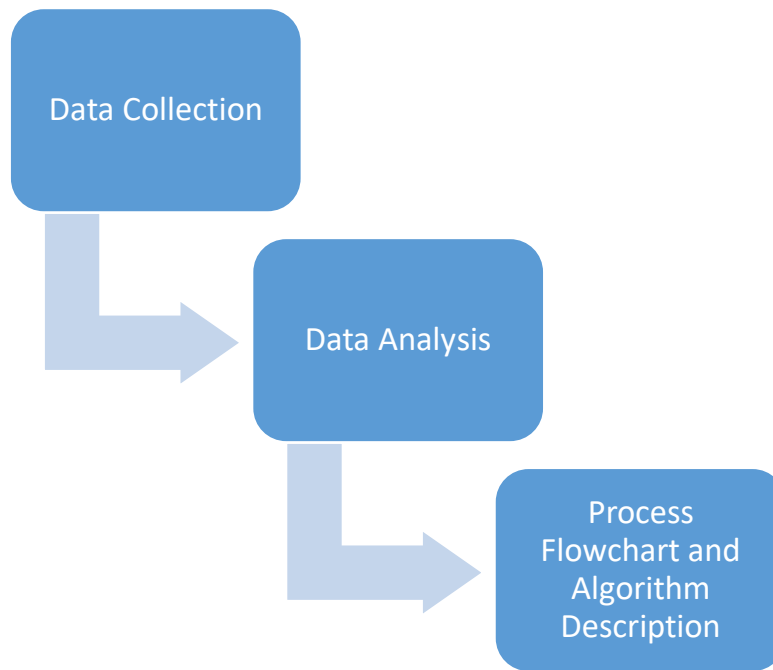 Data Collection
Data Analysis
Process
Flowchart and
Algorithm
Description